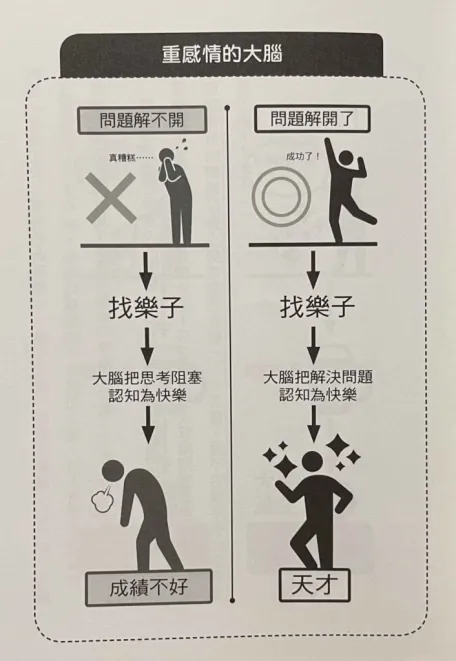 重感情的大腦
問題解不開
真糟糕……
找樂子
大腦把思考阻塞
認知為快樂
成績不好
問題解開了
成功了！
找樂子
大腦把解決問題
認知為快樂
天才